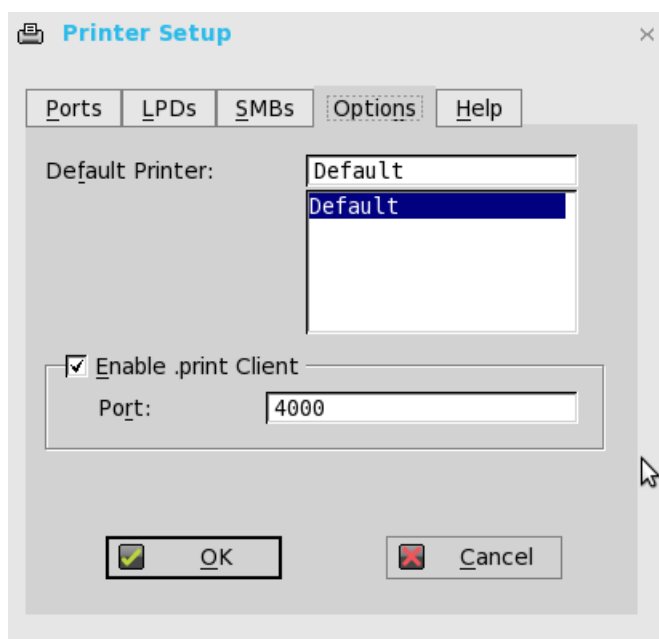 Printer Setup
Ports LPDs SMBs Options Help
Default Printer: Default
Default
Enable .print Client
Port: 4000
OK Cancel